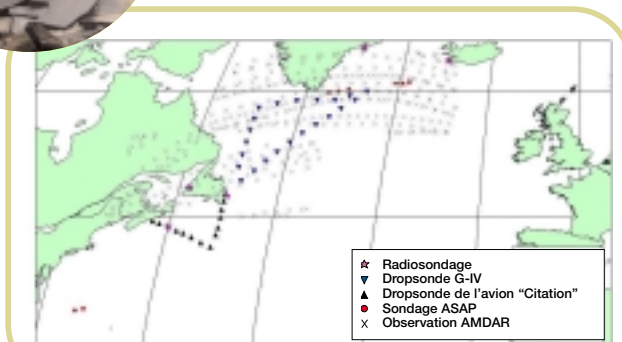 Radiosondage
Dropsonde G-IV
Dropsonde de l'avion “Citation”
Sondage ASAP
Observation AMDAR